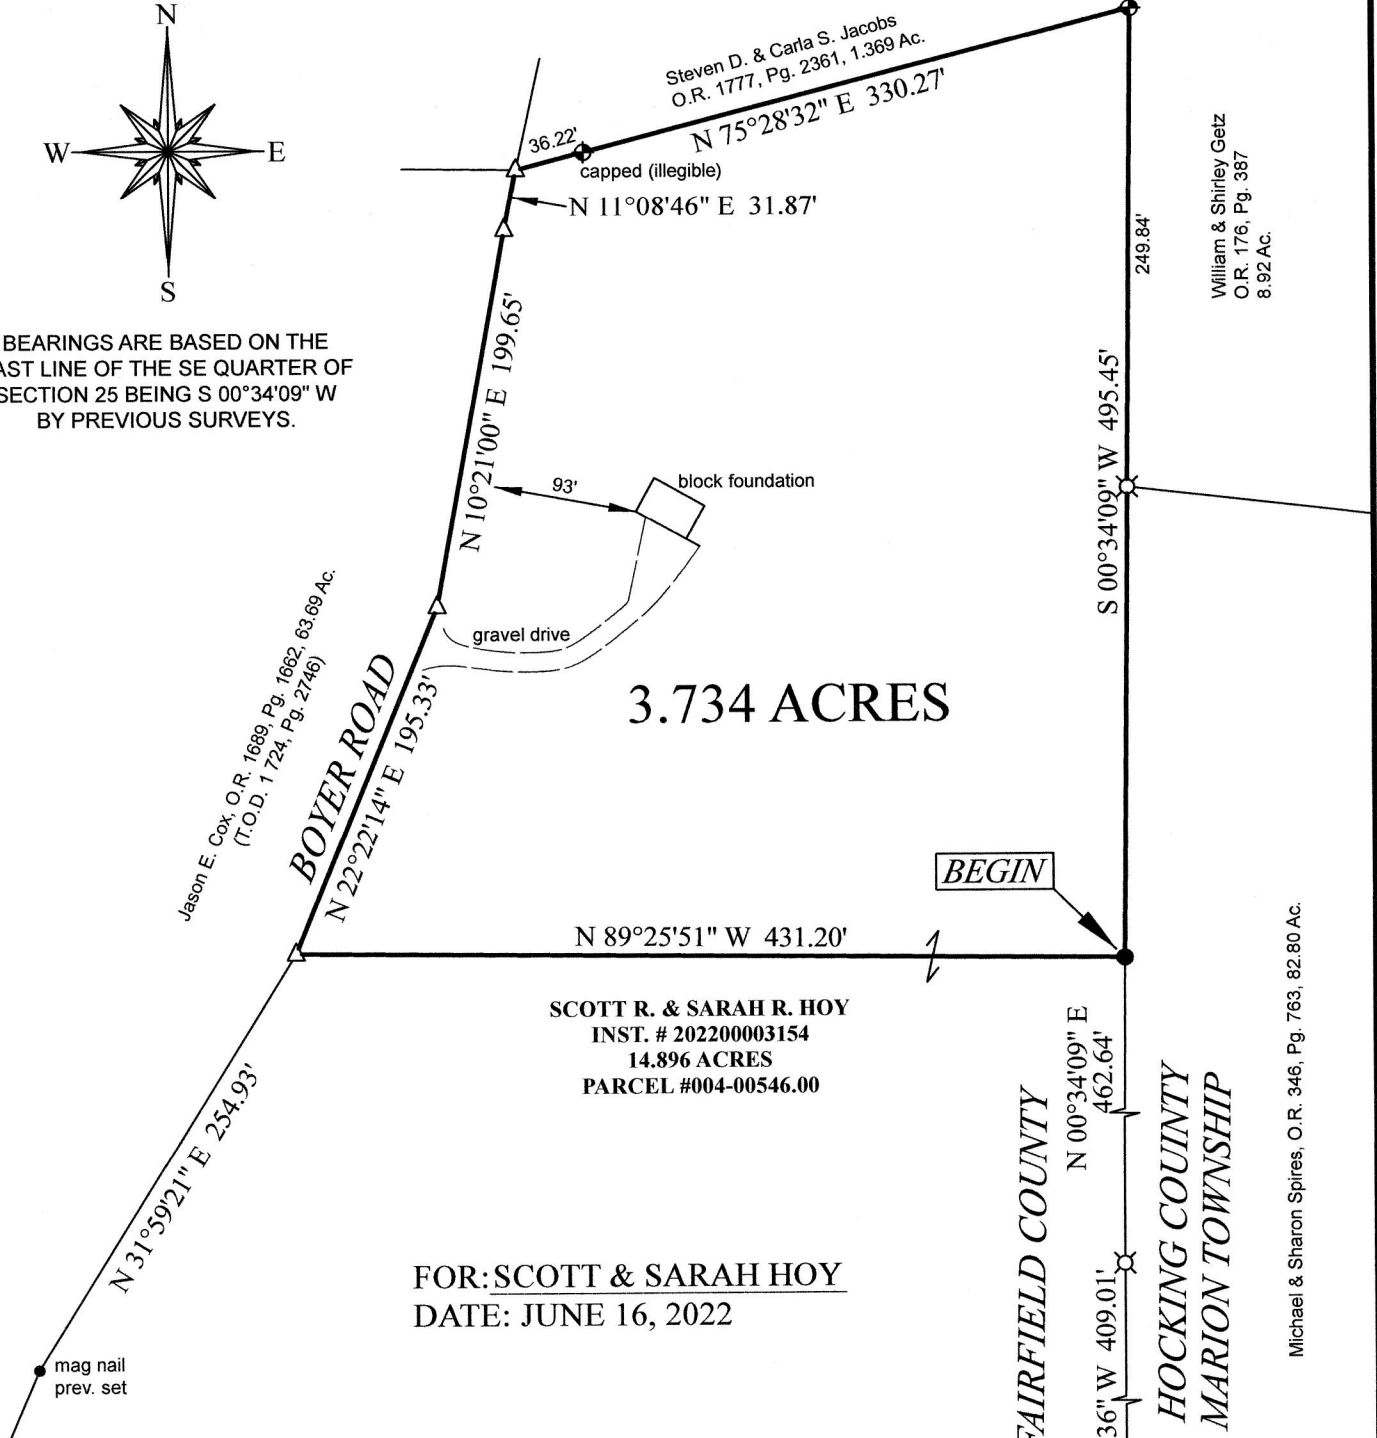 N
W
E
S
BEARINGS ARE BASED ON THE
AST LINE OF THE SE QUARTER OF
SECTION 25 BEING S 00°34'09" W
BY PREVIOUS SURVEYS.
Steven D. & Carla S. Jacobs
O.R. 1777, Pg. 2361, 1.369 Ac.
N 75°28'32" E 330.27'
36.22'
capped (illegible)
N 11°08'46" E 31.87'
249.84'
William & Shirley Getz
O.R. 176, Pg. 387
8.92 Ac.
N 10°21'00" E 199.65'
S 00°34'09" W 495.45'
93'
block foundation
gravel drive
Jason E. Cox, O.R. 1689, Pg. 1662, 63.69 Ac.
(T.O.D. 1 724, Pg. 2746)
BOYER ROAD
N 22°22'14" E 195.33'
3.734 ACRES
BEGIN
N 89°25'51" W 431.20'
SCOTT R. & SARAH R. HOY
INST. # 202200003154
14.896 ACRES
PARCEL #004-00546.00
N 00°34'09" E
462.64'
FAIRFIELD COUNTY
HOCKING COUINTY
MARION TOWNSHIP
Michael & Sharon Spires, O.R. 346, Pg. 763, 82.80 Ac.
N 31°59'21" E 254.93'
FOR: SCOTT & SARAH HOY
DATE: JUNE 16, 2022
mag nail
prev. set
36" W 409.01'